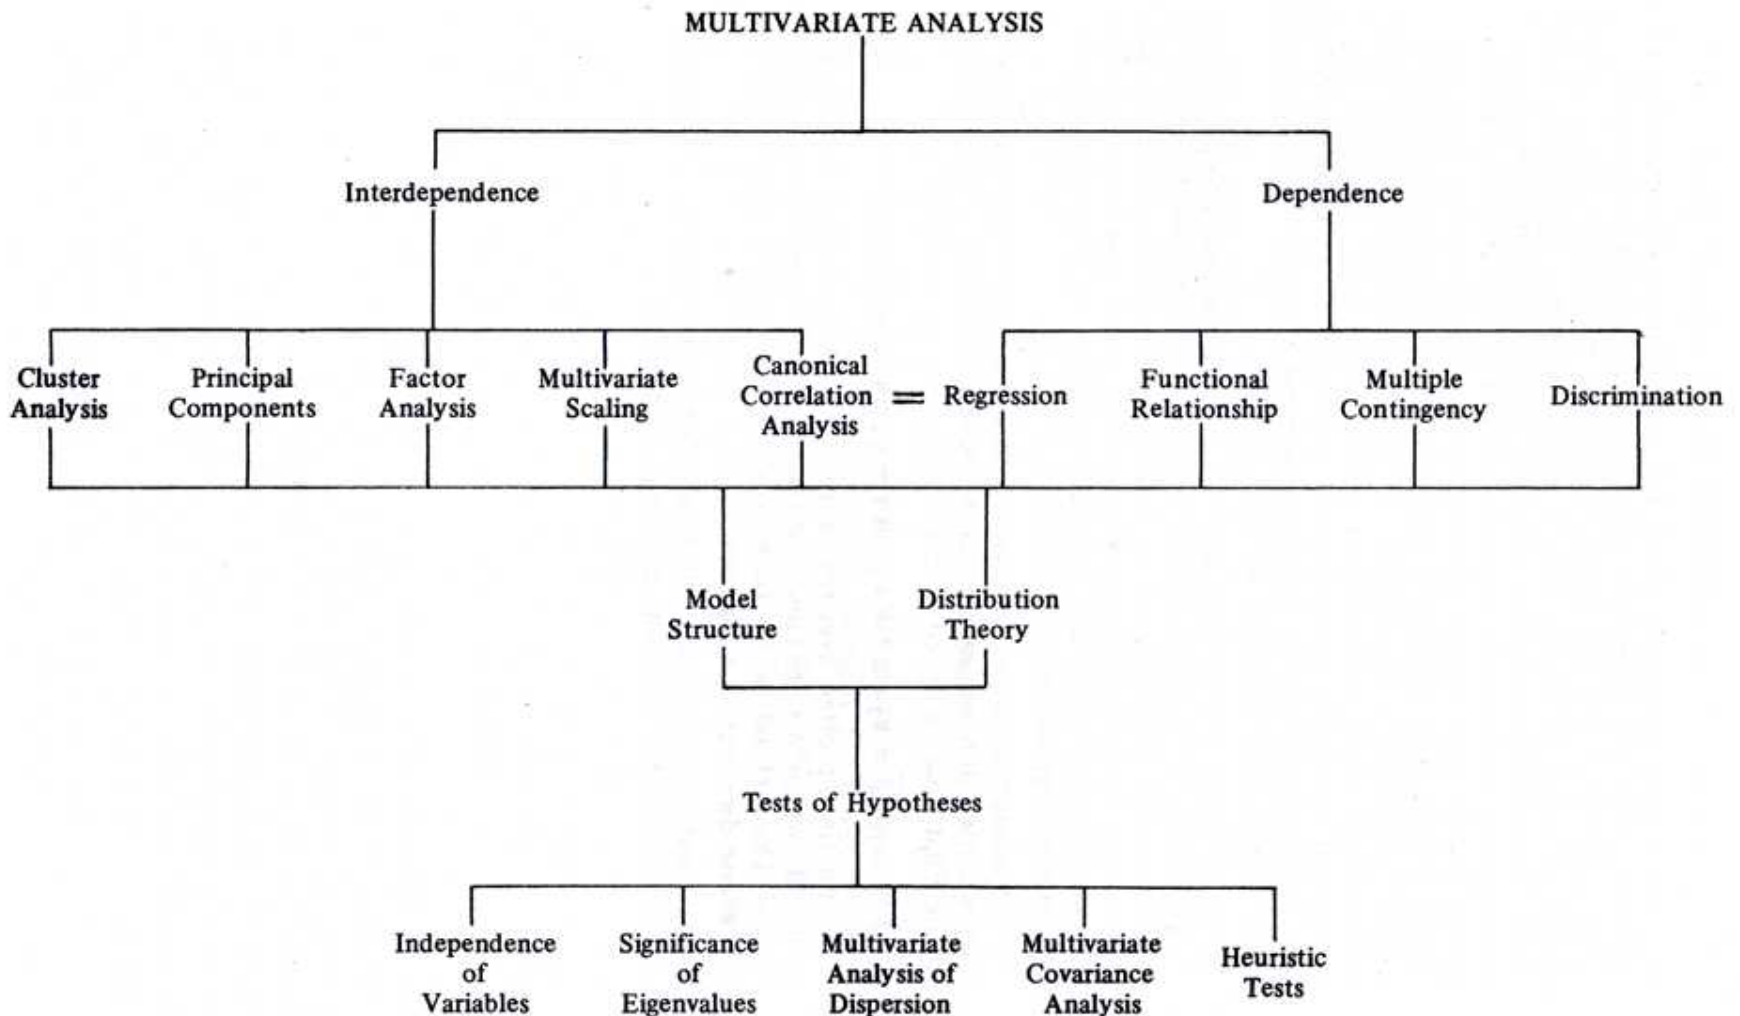 MULTIVARIATE ANALYSIS
Interdependence
Dependence
Cluster
Analysis
Principal
Components
Factor
Analysis
Multivariate
Scaling
Canonical
Correlation
Analysis
=
Regression
Functional
Relationship
Multiple
Contingency
Discrimination
Model
Structure
Distribution
Theory
Tests of Hypotheses
Independence
of
Variables
Significance
of
Eigenvalues
Multivariate
Analysis of
Dispersion
Multivariate
Covariance
Analysis
Heuristic
Tests